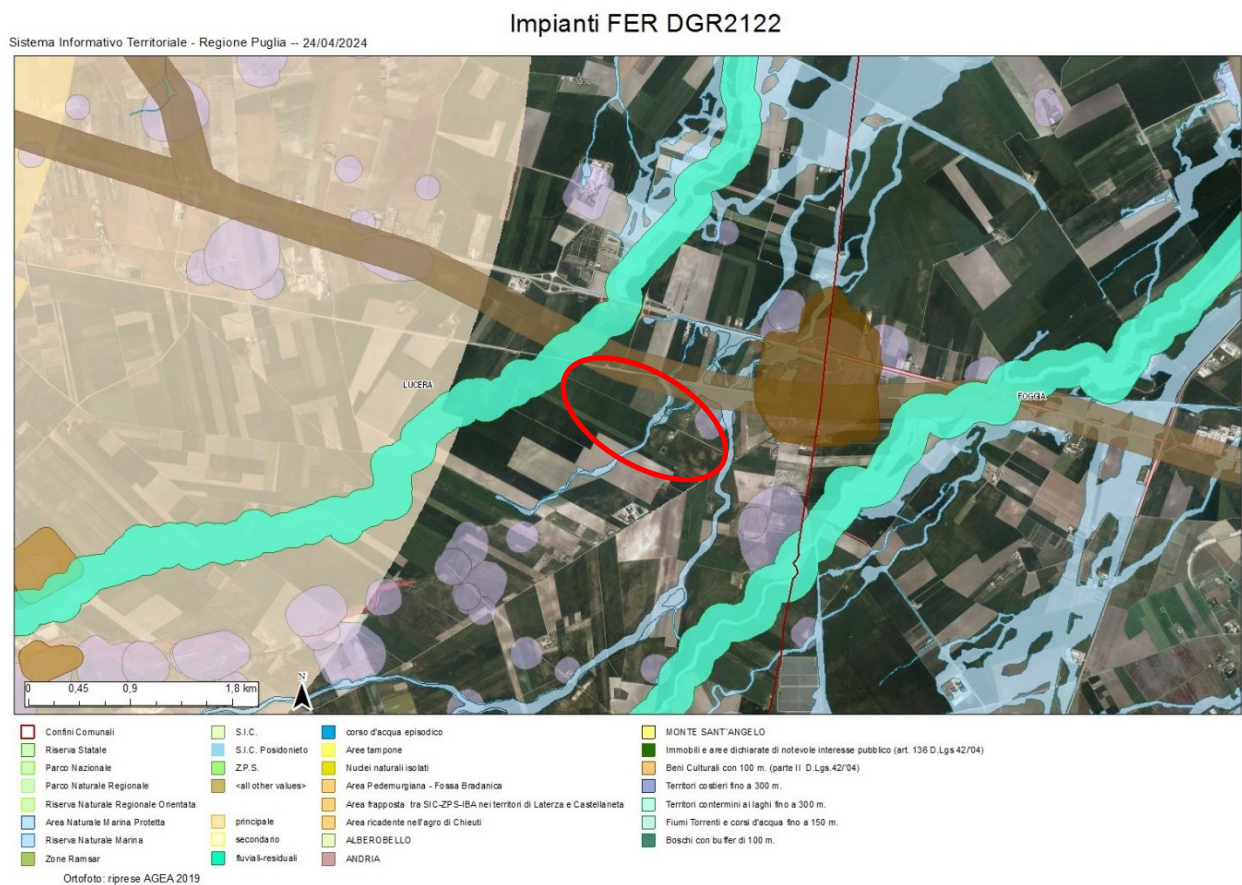 Impianti FER DGR2122
Sistema Informativo Territoriale - Regione Puglia -- 24/04/2024
LUCERA
FOGGIA
0 0,45 0,9 1,8 km
N
Confini Comunali
Riserva Statale
Parco Nazionale
Parco Naturale Regionale
Riserva Naturale Regionale Orientata
Area Naturale Marina Protetta
Riserva Naturale Marina
Zone Ramsar
S.I.C.
S.I.C. Posidonieto
Z.P.S.
<all other values>
principale
secondario
fluviali-residuali
corso d'acqua episodico
Aree tampone
Nuclei naturali isolati
Area Pedemurgiana - Fossa Bradanica
Area frapposta tra SIC-ZPS-IBA nei territori di Laterza e Castellaneta
Area ricadente nell'agro di Chieuti
ALBEROBELLO
ANDRIA
MONTE SANT'ANGELO
Immobili e aree dichiarate di notevole interesse pubblico (art. 136 D.Lgs 42/'04)
Beni Culturali con 100 m. (parte II D.Lgs.42/'04)
Territori costieri fino a 300 m.
Territori contermini ai laghi fino a 300 m.
Fiumi Torrenti e corsi d'acqua fino a 150 m.
Boschi con buffer di 100 m.
Ortofoto: riprese AGEA 2019